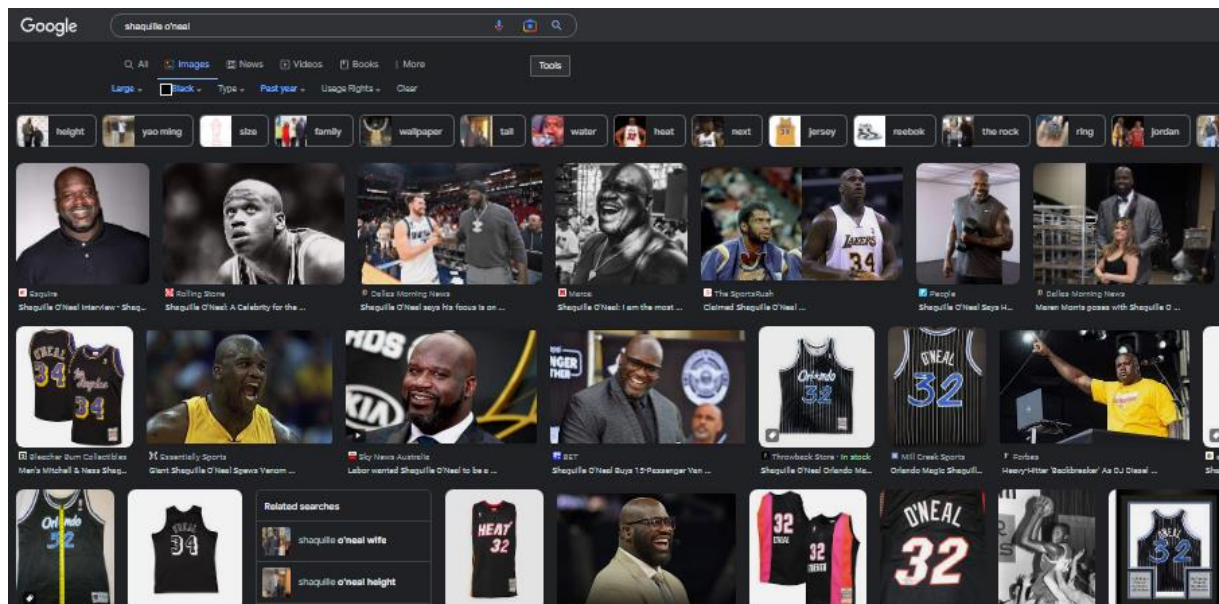 Google
shaquille o'neal
All Images News Videos Books More Tools
Large Black Type Past year Usage Rights Clear
height yao ming size family wallpaper tall water heat next jersey reebok the rock ring jordan
LAKERS
34
Esquire Rolling Stone Dallas Morning News Marca The SportsRush People Dallas Morning News
Shaquille O'Neal Interview - Shaq... Shaquille O'Neal: A Celebrity for the ... Shaquille O'Neal says his focus is on ... Shaquille O'Neal: I am the most ... Claimed Shaquille O'Neal ... Shaquille O'Neal Says H... Maren Morris poses with Shaquille O ...
O'NEAL
34
Los Angeles
34
KIA
Orlando
32
O'NEAL
32
Bleacher Bum Collectibles Essentially Sports Sky News Australia BET Throwback Store · In stock Mill Creek Sports Forbes
Men's Mitchell & Ness Shaq... Giant Shaquille O'Neal Spews Venom ... Labor wanted Shaquille O'Neal to be a ... Shaquille O'Neal Buys 15-Passenger Van ... Shaquille O'Neal Orlando Ma... Orlando Magic Shaquill... Heavy-Hitter 'Backbreaker' As DJ Diesel ...
Orlando
32
O'NEAL
34
Related searches
shaquille o'neal wife
shaquille o'neal height
HEAT
32
32
O'NEAL
32
O'NEAL
32
32